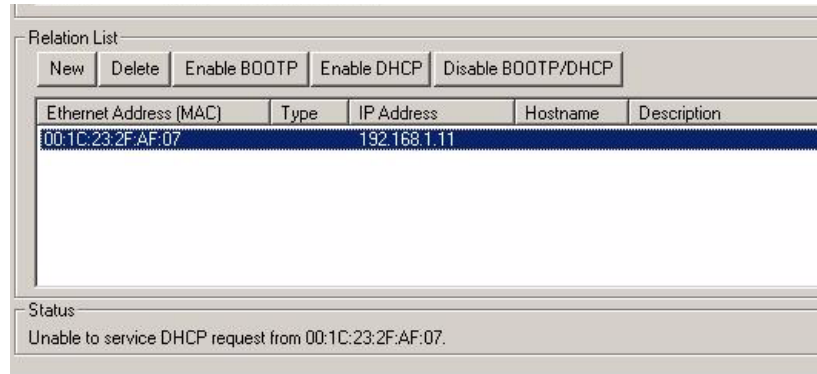 Relation List
New Delete Enable BOOTP Enable DHCP Disable BOOTP/DHCP
Ethernet Address (MAC) Type IP Address Hostname Description
00:1C:23:2F:AF:07 192.168.1.11
Status
Unable to service DHCP request from 00:1C:23:2F:AF:07.